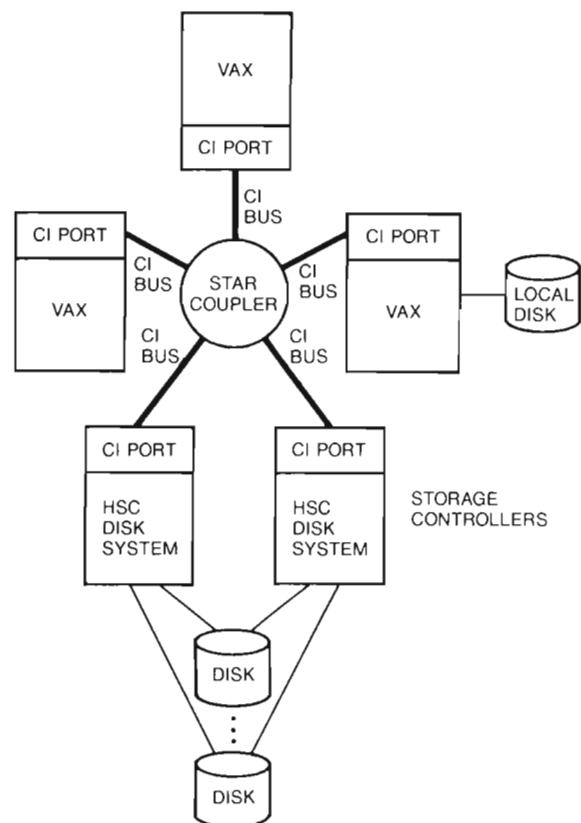 VAX
CI PORT
CI
BUS
CI PORT
VAX
CI
BUS
STAR
COUPLER
CI
BUS
CI PORT
VAX
LOCAL
DISK
CI
BUS
CI
BUS
CI PORT
HSC
DISK
SYSTEM
CI PORT
HSC
DISK
SYSTEM
STORAGE
CONTROLLERS
DISK
DISK